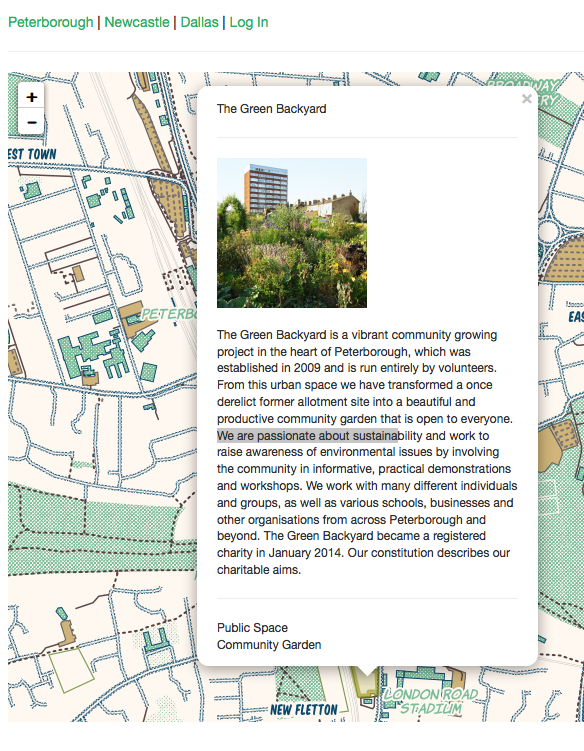 Peterborough | Newcastle | Dallas | Log In
+
−
The Green Backyard
×
The Green Backyard is a vibrant community growing
project in the heart of Peterborough, which was
established in 2009 and is run entirely by volunteers.
From this urban space we have transformed a once
derelict former allotment site into a beautiful and
productive community garden that is open to everyone.
We are passionate about sustainability and work to
raise awareness of environmental issues by involving
the community in informative, practical demonstrations
and workshops. We work with many different individuals
and groups, as well as various schools, businesses and
other organisations from across Peterborough and
beyond. The Green Backyard became a registered
charity in January 2014. Our constitution describes our
charitable aims.
Public Space
Community Garden
BROADWAY
EST TOWN
PETERBO
EAS
LONDON ROAD
STADIUM
NEW FLETTON